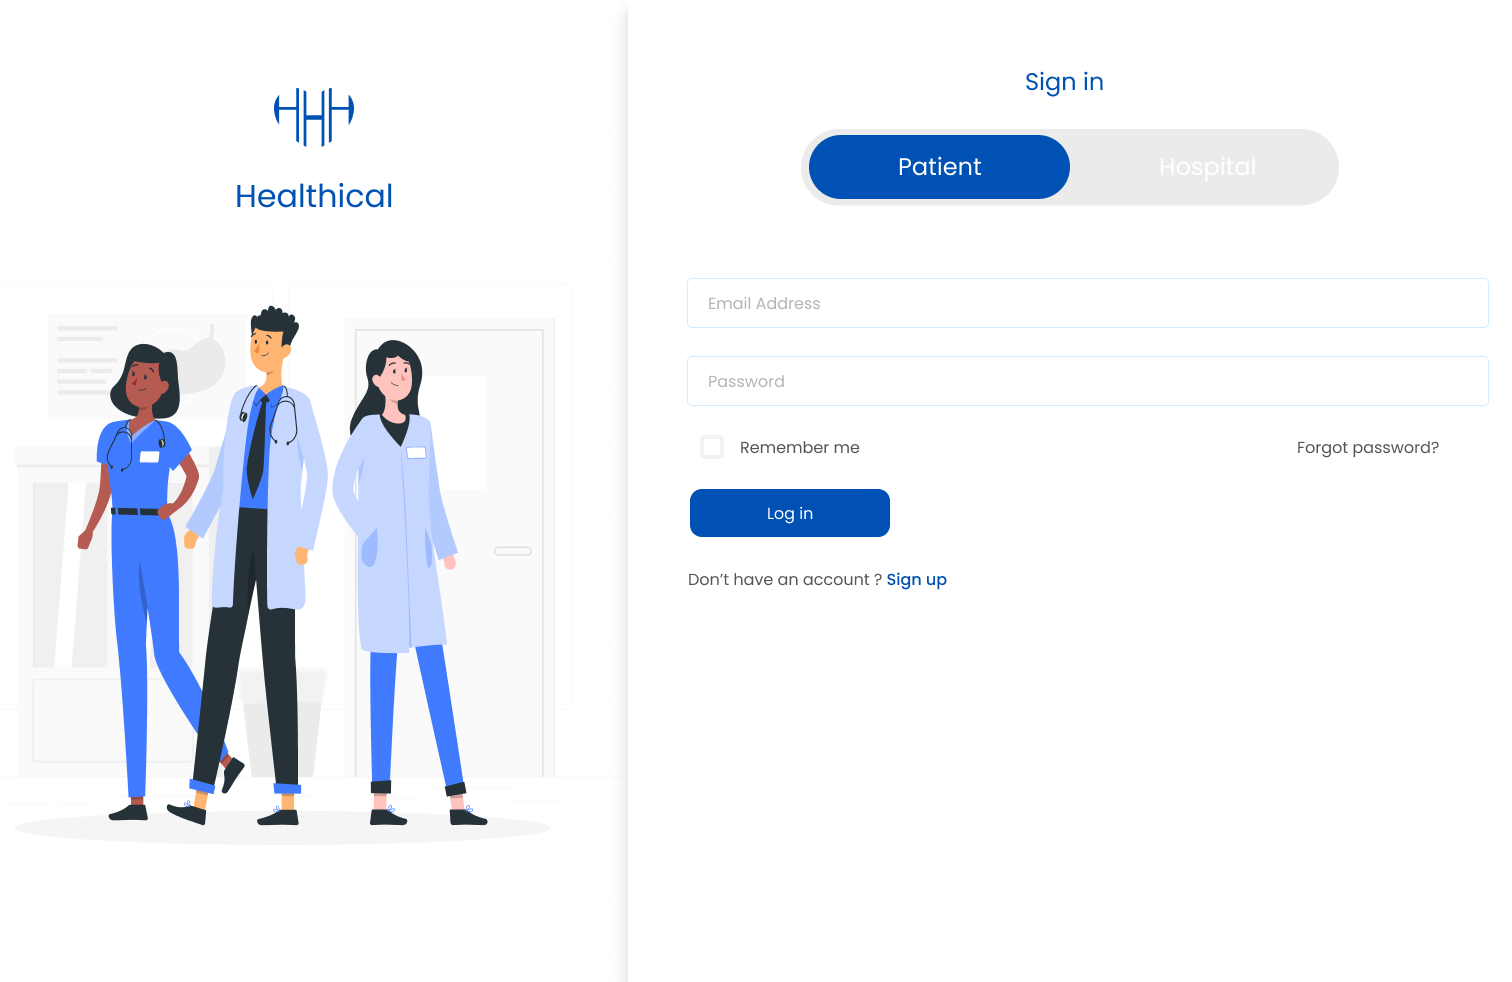 Healthical
Sign in
Patient
Hospital
Email Address
Password
Remember me
Forgot password?
Log in
Don’t have an account ? Sign up